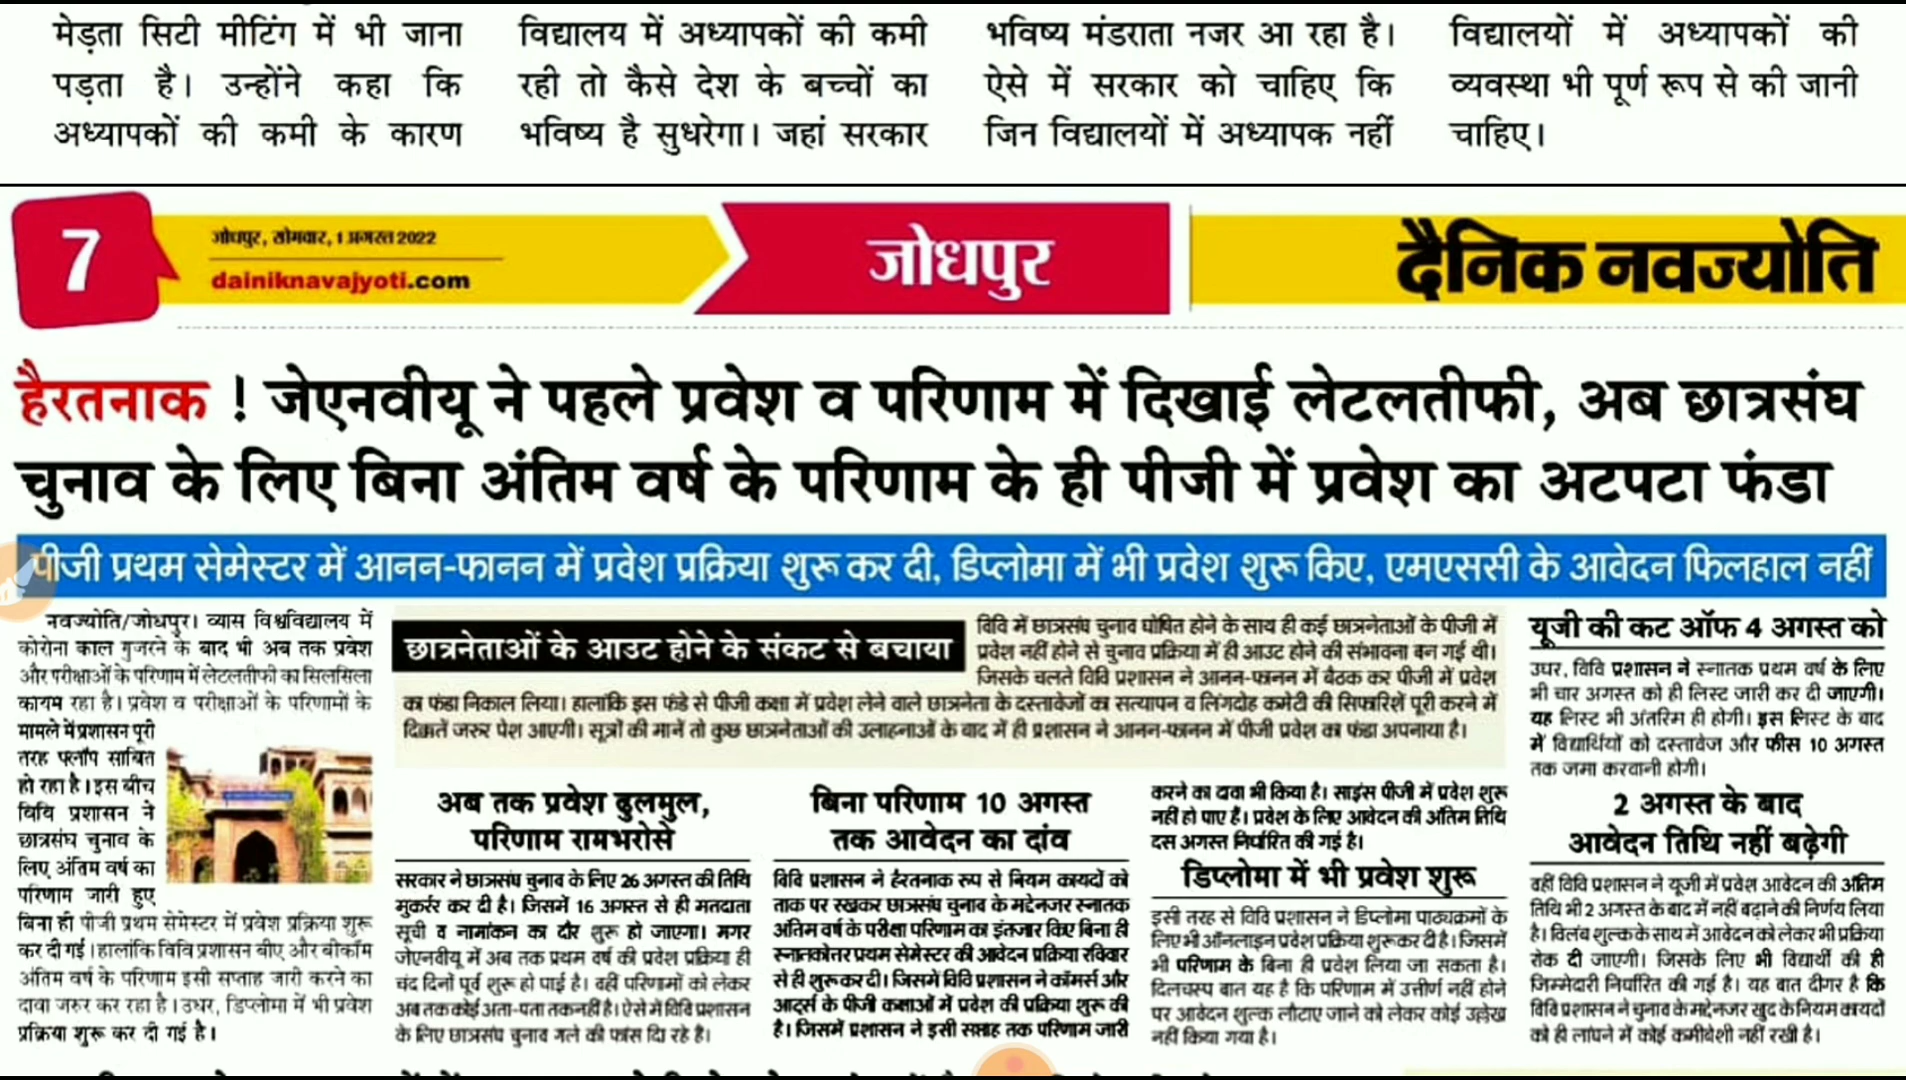 मेड़ता सिटी मीटिंग में भी जाना
पड़ता है। उन्होंने कहा कि
अध्यापकों की कमी के कारण
विद्यालय में अध्यापकों की कमी
रही तो कैसे देश के बच्चों का
भविष्य है सुधरेगा। जहां सरकार
भविष्य मंडराता नजर आ रहा है।
ऐसे में सरकार को चाहिए कि
जिन विद्यालयों में अध्यापक नहीं
विद्यालयों में अध्यापकों की
व्यवस्था भी पूर्ण रूप से की जानी
चाहिए।
7
जोधपुर, सोमवार, 1 अगस्त 2022
dainiknavajyoti.com
जोधपुर
दैनिक नवज्योति
हैरतनाक ! जेएनवीयू ने पहले प्रवेश व परिणाम में दिखाई लेटलतीफी, अब छात्रसंघ
चुनाव के लिए बिना अंतिम वर्ष के परिणाम के ही पीजी में प्रवेश का अटपटा फंडा
पीजी प्रथम सेमेस्टर में आनन-फानन में प्रवेश प्रक्रिया शुरू कर दी, डिप्लोमा में भी प्रवेश शुरू किए, एमएससी के आवेदन फिलहाल नहीं
नवज्योति/जोधपुर। व्यास विश्वविद्यालय में
कोरोना काल गुजरने के बाद भी अब तक प्रवेश
और परीक्षाओं के परिणाम में लेटलतीफी का सिलसिला
कायम रहा है। प्रवेश व परीक्षाओं के परिणामों के
मामले में प्रशासन पूरी
तरह फ्लॉप साबित
हो रहा है। इस बीच
विवि प्रशासन ने
छात्रसंघ चुनाव के
लिए अंतिम वर्ष का
परिणाम जारी हुए
बिना ही पीजी प्रथम सेमेस्टर में प्रवेश प्रक्रिया शुरू
कर दी गई। हालांकि विवि प्रशासन बीए और बीकॉम
अंतिम वर्ष के परिणाम इसी सप्ताह जारी करने का
दावा जरुर कर रहा है। उधर, डिप्लोमा में भी प्रवेश
प्रक्रिया शुरू कर दी गई है।
छात्रनेताओं के आउट होने के संकट से बचाया
विवि में छात्रसंघ चुनाव घोषित होने के साथ ही कई छात्रनेताओं के पीजी में
प्रवेश नहीं होने से चुनाव प्रक्रिया में ही आउट होने की संभावना बन गई थी।
जिसके चलते विवि प्रशासन ने आनन-फानन में बैठक कर पीजी में प्रवेश
का फंडा निकाल लिया। हालांकि इस फंडे से पीजी कक्षा में प्रवेश लेने वाले छात्रनेता के दस्तावेजों का सत्यापन व लिंगदोह कमेटी की सिफारिशें पूरी करने में
दिक्कतें जरुर पेश आएगी। सूत्रों की मानें तो कुछ छात्रनेताओं की उलाहनाओं के बाद में ही प्रशासन ने आनन-फानन में पीजी प्रवेश का फंडा अपनाया है।
अब तक प्रवेश ढुलमुल,
परिणाम रामभरोसे
सरकार ने छात्रसंघ चुनाव के लिए 26 अगस्त की तिथि
मुकर्रर कर दी है। जिसमें 16 अगस्त से ही मतदाता
सूची व नामांकन का दौर शुरू हो जाएगा। मगर
जेएनवीयू में अब तक प्रथम वर्ष की प्रवेश प्रक्रिया ही
चंद दिनों पूर्व शुरू हो पाई है। वहीं परिणामों को लेकर
अब तक कोई अता-पता तक नहीं है। ऐसे में विवि प्रशासन
के लिए छात्रसंघ चुनाव गले की फांस दिए रहे है।
बिना परिणाम 10 अगस्त
तक आवेदन का दांव
विवि प्रशासन ने हैरतनाक रूप से नियम कायदों को
ताक पर रखकर छात्रसंघ चुनाव के मद्देनजर स्नातक
अंतिम वर्ष के परीक्षा परिणाम का इंतजार किए बिना ही
स्नातकोत्तर प्रथम सेमेस्टर की आवेदन प्रक्रिया रविवार
से ही शुरू कर दी। जिसमें विवि प्रशासन ने कॉमर्स और
आर्ट्स के पीजी कक्षाओं में प्रवेश की प्रक्रिया शुरू की
है। जिसमें प्रशासन ने इसी सप्ताह तक परिणाम जारी
करने का दावा भी किया है। साइंस पीजी में प्रवेश शुरू
नहीं हो पाए हैं। प्रवेश के लिए आवेदन की अंतिम तिथि
दस अगस्त निर्धारित की गई है।
डिप्लोमा में भी प्रवेश शुरू
इसी तरह से विवि प्रशासन ने डिप्लोमा पाठ्यक्रमों के
लिए भी ऑनलाइन प्रवेश प्रक्रिया शुरू कर दी है। जिसमें
भी परिणाम के बिना ही प्रवेश लिया जा सकता है।
दिलचस्प बात यह है कि परिणाम में उत्तीर्ण नहीं होने
पर आवेदन शुल्क लौटाए जाने को लेकर कोई उल्लेख
नहीं किया गया है।
यूजी की कट ऑफ 4 अगस्त को
उधर, विवि प्रशासन ने स्नातक प्रथम वर्ष के लिए
भी चार अगस्त को ही लिस्ट जारी कर दी जाएगी।
यह लिस्ट भी अंतरिम ही होगी। इस लिस्ट के बाद
में विद्यार्थियों को दस्तावेज और फीस 10 अगस्त
तक जमा करवानी होगी।
2 अगस्त के बाद
आवेदन तिथि नहीं बढ़ेगी
वहीं विवि प्रशासन ने यूजी में प्रवेश आवेदन की अंतिम
तिथि भी 2 अगस्त के बाद में नहीं बढ़ाने की निर्णय लिया
है। विलंब शुल्क के साथ में आवेदन को लेकर भी प्रक्रिया
रोक दी जाएगी। जिसके लिए भी विद्यार्थी की ही
जिम्मेदारी निर्धारित की गई है। यह बात दीगर है कि
विवि प्रशासन ने चुनाव के मद्देनजर खुद के नियम कायदों
को ही लांघने में कोई कमीबेशी नहीं रखी है।